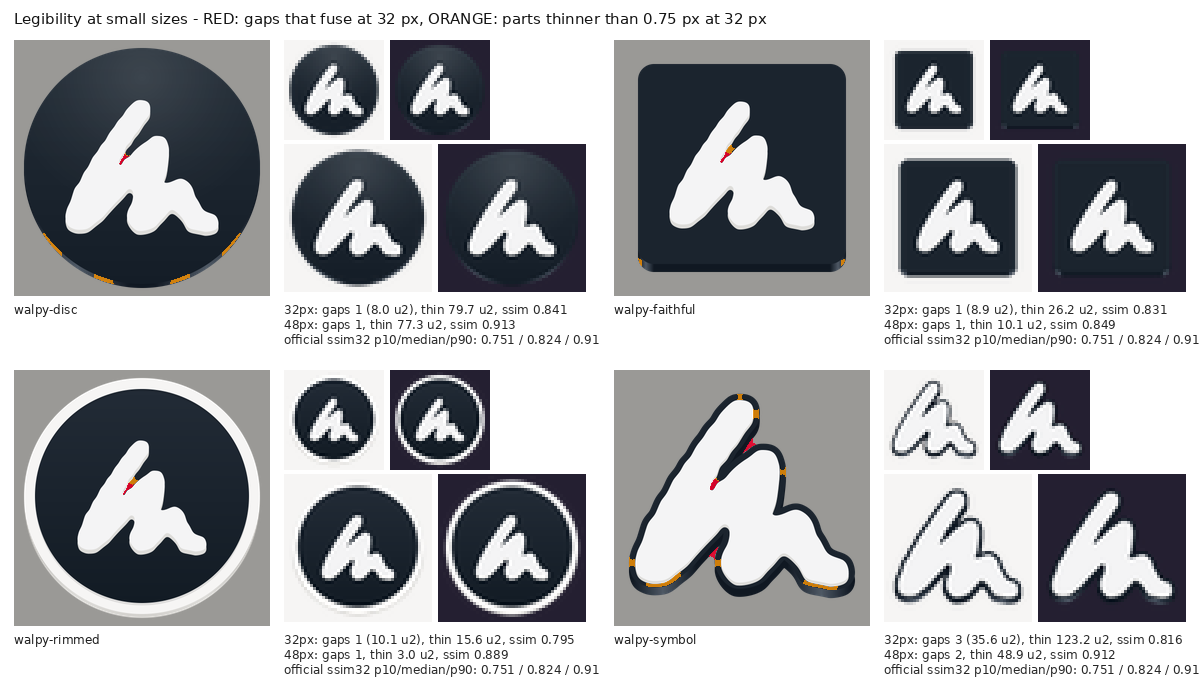 Legibility at small sizes - RED: gaps that fuse at 32 px, ORANGE: parts thinner than 0.75 px at 32 px
walpy-disc
32px: gaps 1 (8.0 u2), thin 79.7 u2, ssim 0.841
48px: gaps 1, thin 77.3 u2, ssim 0.913
official ssim32 p10/median/p90: 0.751 / 0.824 / 0.91
walpy-faithful
32px: gaps 1 (8.9 u2), thin 26.2 u2, ssim 0.831
48px: gaps 1, thin 10.1 u2, ssim 0.849
official ssim32 p10/median/p90: 0.751 / 0.824 / 0.91
walpy-rimmed
32px: gaps 1 (10.1 u2), thin 15.6 u2, ssim 0.795
48px: gaps 1, thin 3.0 u2, ssim 0.889
official ssim32 p10/median/p90: 0.751 / 0.824 / 0.91
walpy-symbol
32px: gaps 3 (35.6 u2), thin 123.2 u2, ssim 0.816
48px: gaps 2, thin 48.9 u2, ssim 0.912
official ssim32 p10/median/p90: 0.751 / 0.824 / 0.91